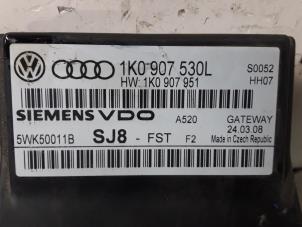 1K0 907 530L
S0052
HW: 1K0 907 951
HH07
SIEMENS VDO
A520
GATEWAY
24.03.08
5WK50011B
SJ8 - FST
F2
Made in Czech Republic